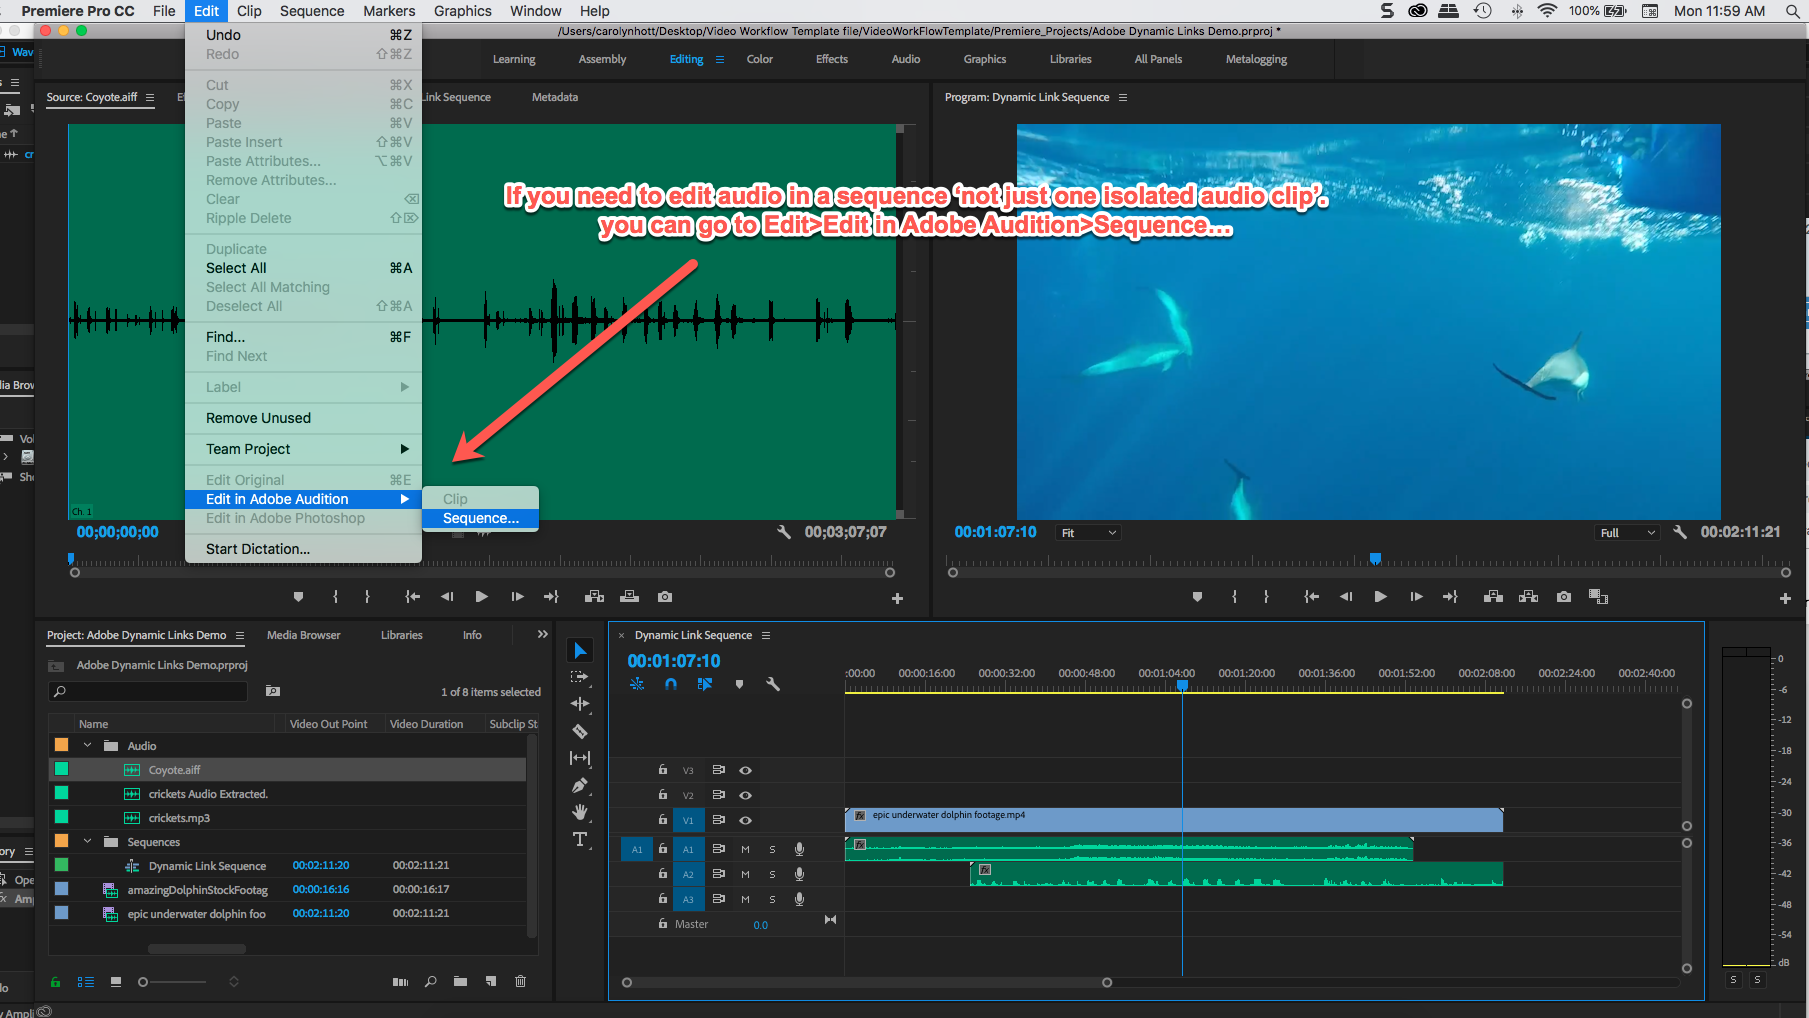 Premiere Pro CC File Edit Clip Sequence Markers Graphics Window Help 100% Mon 11:59 AM
/Users/carolynhott/Desktop/Video Workflow Template file/VideoWorkFlowTemplate/Premiere_Projects/Adobe Dynamic Links Demo.prproj *
Wav
Learning Assembly Editing Color Effects Audio Graphics Libraries All Panels Metalogging
Undo ⌘Z
Redo ⇧⌘Z
Cut ⌘X
Copy ⌘C
Paste ⌘V
Paste Insert ⇧⌘V
Paste Attributes... ⌥⌘V
Remove Attributes...
Clear ⌫
Ripple Delete ⇧⌦
Duplicate
Select All ⌘A
Select All Matching
Deselect All ⇧⌘A
Find... ⌘F
Find Next
Label
Remove Unused
Team Project
Edit Original ⌘E
Edit in Adobe Audition
Edit in Adobe Photoshop
Start Dictation...
Clip
Sequence...
Source: Coyote.aiff
Link Sequence Metadata
Program: Dynamic Link Sequence
If you need to edit audio in a sequence ‘not just one isolated audio clip’.
you can go to Edit>Edit in Adobe Audition>Sequence...
Ch. 1
00;00;00;00 00;03;07;07
00:01:07:10 Fit Full 00:02:11:21
Project: Adobe Dynamic Links Demo Media Browser Libraries Info
Adobe Dynamic Links Demo.prproj
1 of 8 items selected
Name Video Out Point Video Duration Subclip St
Audio
Coyote.aiff
crickets Audio Extracted.
crickets.mp3
Sequences
Dynamic Link Sequence 00:02:11:20 00:02:11:21
amazingDolphinStockFootag 00:00:16:16 00:00:16:17
epic underwater dolphin foo 00:02:11:20 00:02:11:21
Dynamic Link Sequence
00:01:07:10
:00:00 00:00:16:00 00:00:32:00 00:00:48:00 00:01:04:00 00:01:20:00 00:01:36:00 00:01:52:00 00:02:08:00 00:02:24:00 00:02:40:00
V3
V2
V1
epic underwater dolphin footage.mp4
A1 A1 M S
A2 M S
A3 M S
Master 0.0
0
-6
-12
-18
-24
-30
-36
-42
-48
-54
dB
S S